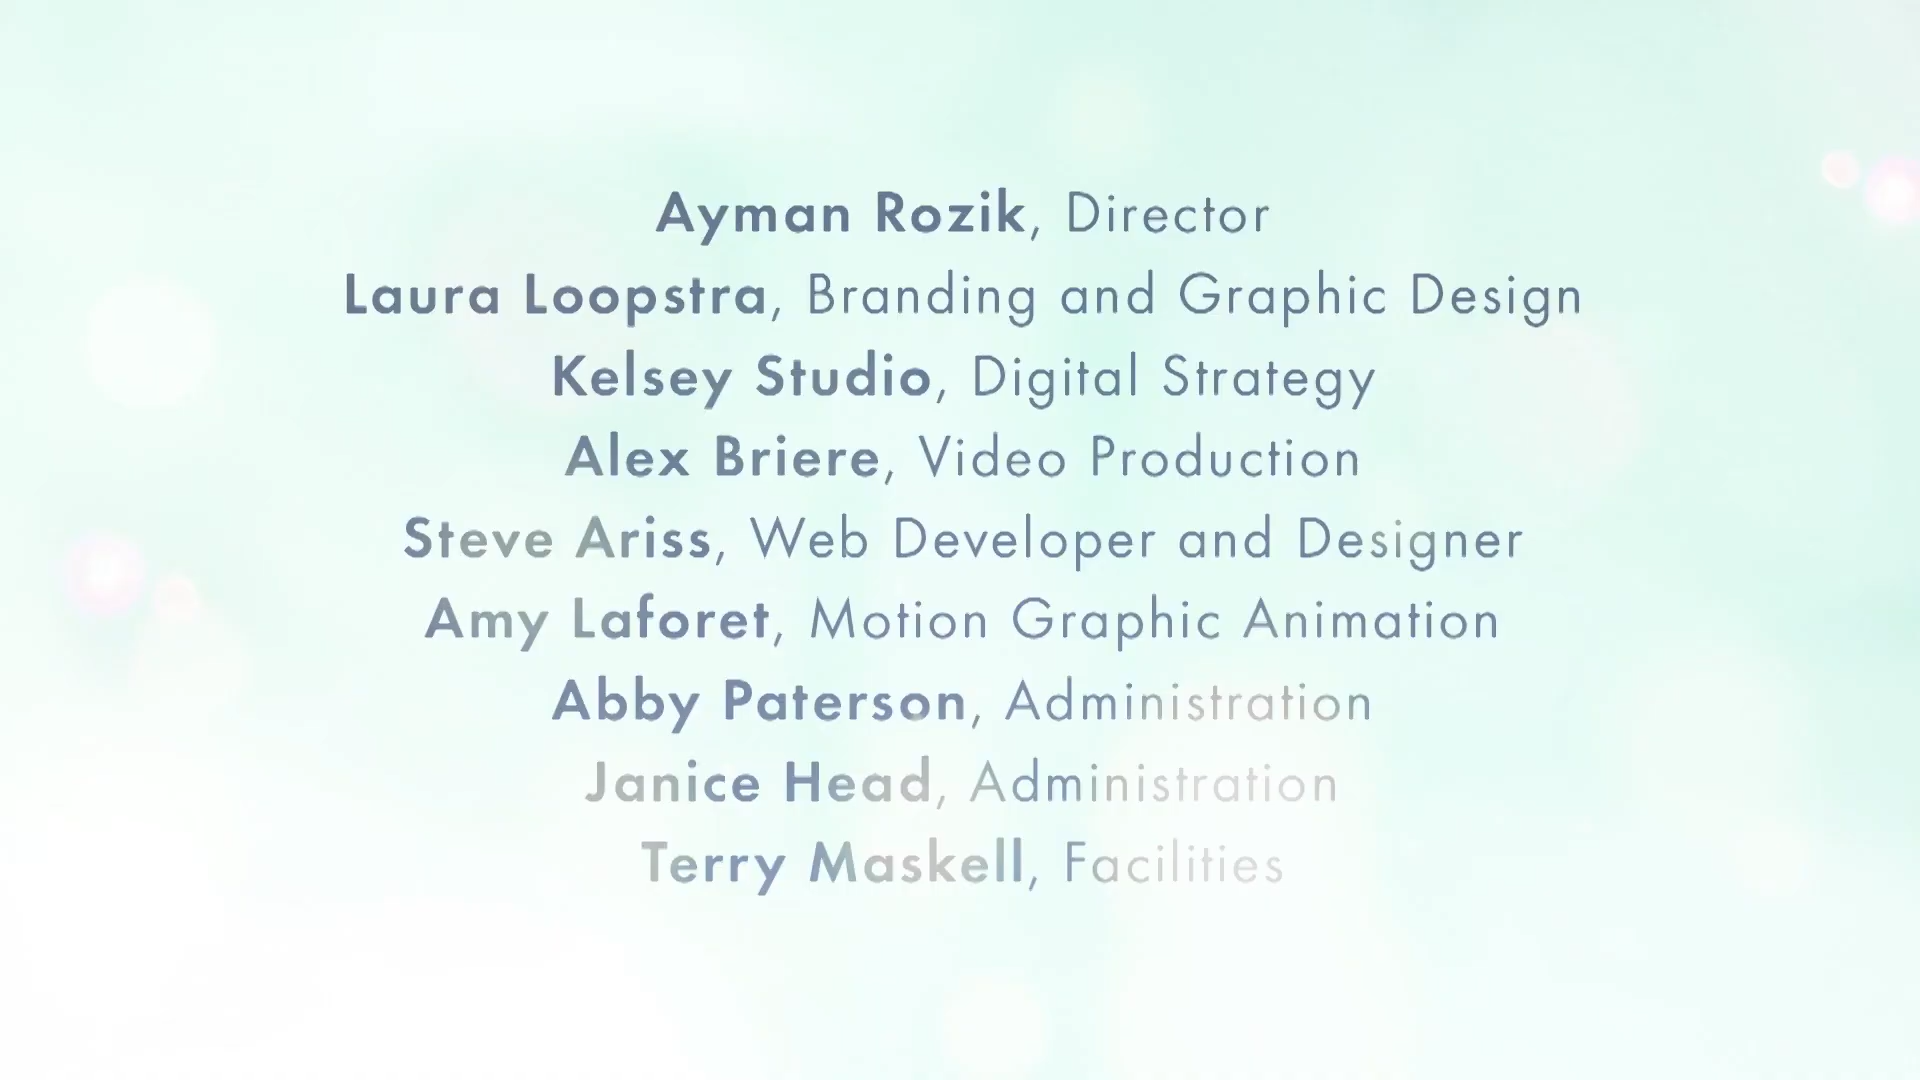 Ayman Rozik, Director
Laura Loopstra, Branding and Graphic Design
Kelsey Studio, Digital Strategy
Alex Briere, Video Production
Steve Ariss, Web Developer and Designer
Amy Laforet, Motion Graphic Animation
Abby Paterson, Administration
Janice Head, Administration
Terry Maskell, Facilities